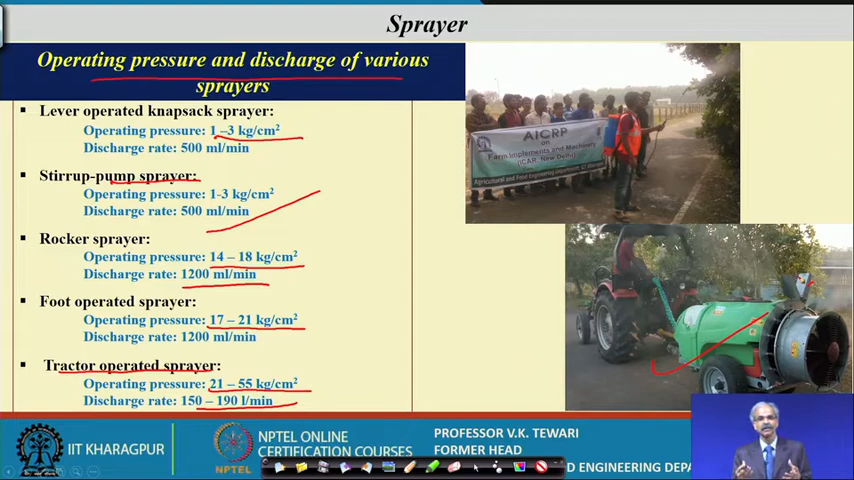 Sprayer
Operating pressure and discharge of various
sprayers
▪ Lever operated knapsack sprayer:
Operating pressure: 1 –3 kg/cm²
Discharge rate: 500 ml/min
▪ Stirrup-pump sprayer:
Operating pressure: 1-3 kg/cm²
Discharge rate: 500 ml/min
▪ Rocker sprayer:
Operating pressure: 14 – 18 kg/cm²
Discharge rate: 1200 ml/min
▪ Foot operated sprayer:
Operating pressure: 17 – 21 kg/cm²
Discharge rate: 1200 ml/min
▪ Tractor operated sprayer:
Operating pressure: 21 – 55 kg/cm²
Discharge rate: 150 – 190 l/min
AICRP
on
Farm Implements and Machinery
(ICAR New Delhi)
Agricultural and Food Engineering Department
IIT KHARAGPUR
NPTEL
NPTEL ONLINE
CERTIFICATION COURSES
PROFESSOR V.K. TEWARI
FORMER HEAD
D ENGINEERING DEPA